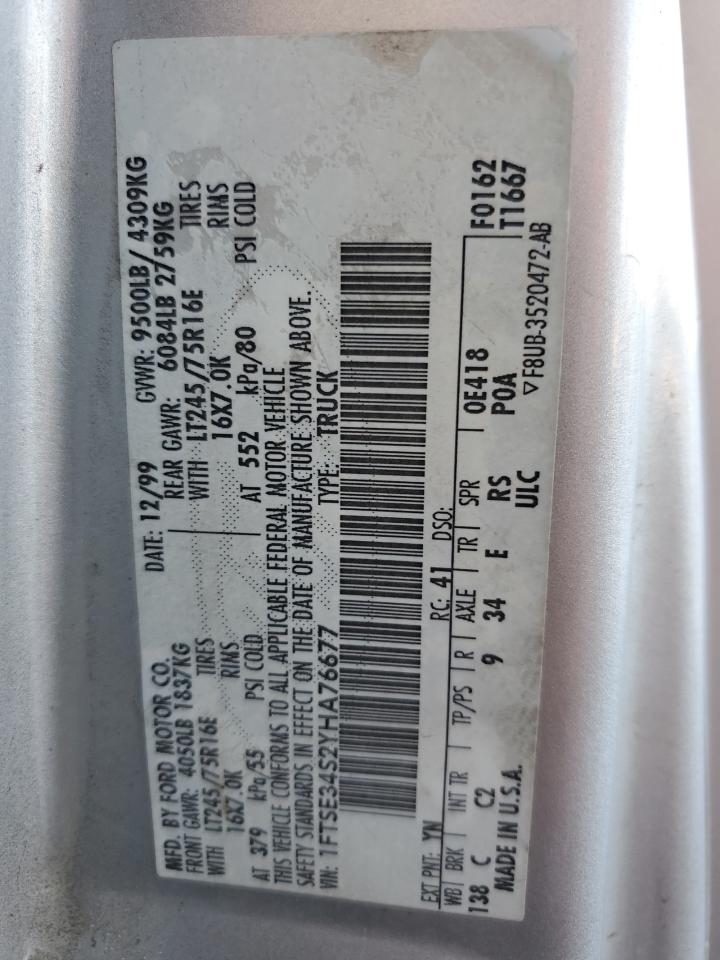 MFD. BY FORD MOTOR CO.
DATE: 12/99 GVWR: 9500LB/ 4309KG
FRONT GAWR: 4050LB 1837KG REAR GAWR: 6084LB 2759KG
WITH LT245/75R16E TIRES WITH LT245/75R16E TIRES
16X7.0K RIMS 16X7.0K RIMS
AT 379 kPa/55 PSI COLD AT 552 kPa/80 PSI COLD
THIS VEHICLE CONFORMS TO ALL APPLICABLE FEDERAL MOTOR VEHICLE
SAFETY STANDARDS IN EFFECT ON THE DATE OF MANUFACTURE SHOWN ABOVE.
VIN: 1FTSE34S2YHA76677 TYPE: TRUCK
EXT PNT: YN RC: 41 DSO: F0162
WB BRK INT TR TP/PS R AXLE TR SPR 0E418 T1667
138 C C2 9 34 E RS P0A
MADE IN U.S.A. ULC ▽F8UB-3520472-AB